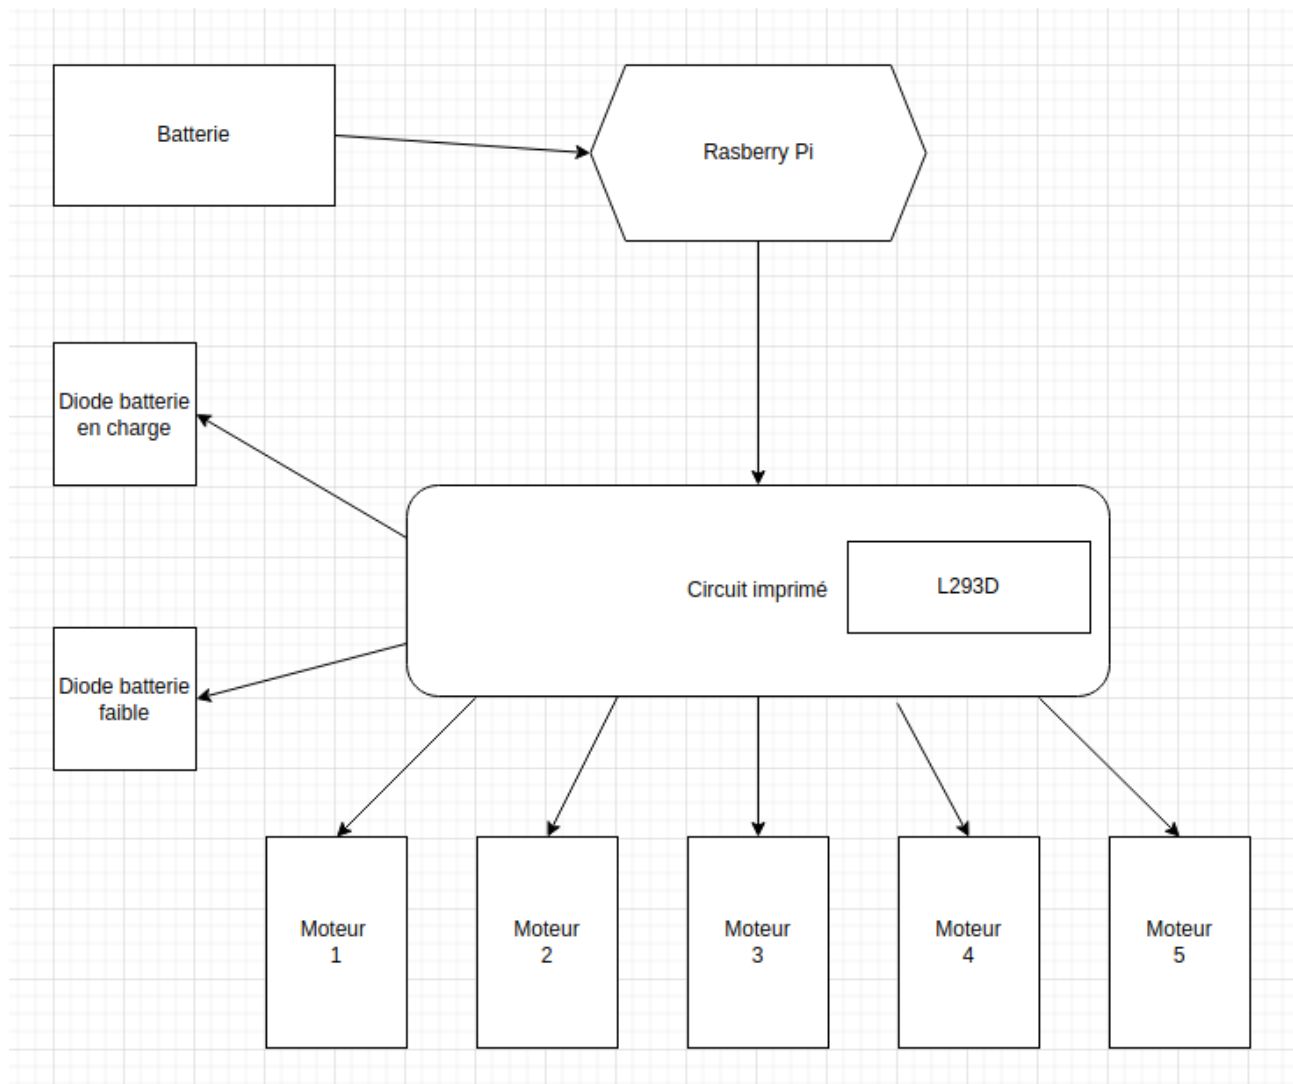 Batterie
Rasberry Pi
Diode batterie
en charge
Circuit imprimé
L293D
Diode batterie
faible
Moteur
1
Moteur
2
Moteur
3
Moteur
4
Moteur
5